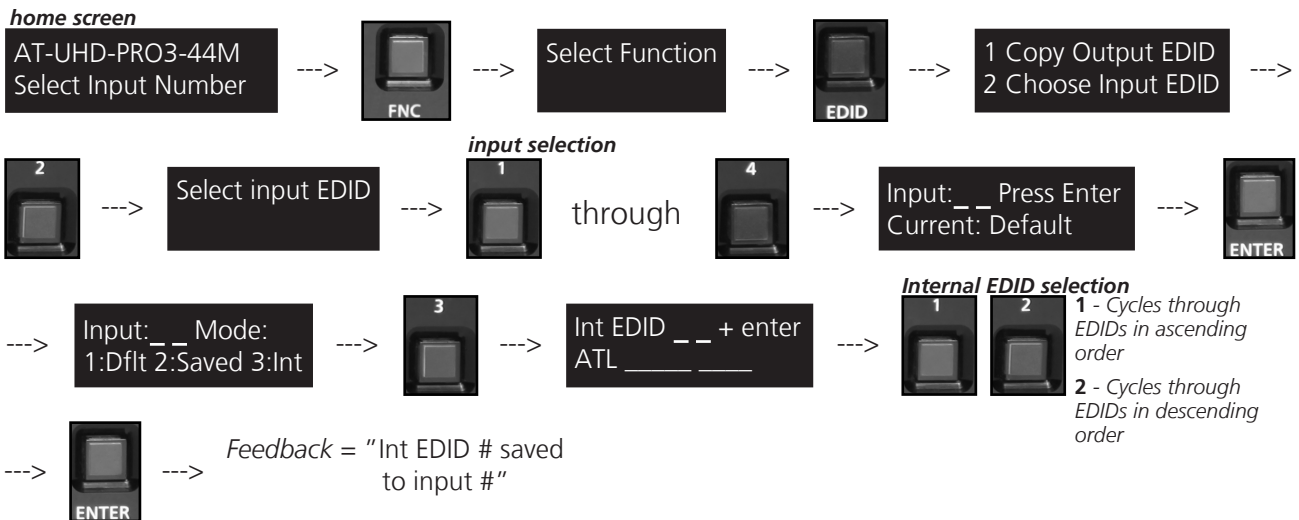 home screen
AT-UHD-PRO3-44M
Select Input Number
--->
FNC
--->
Select Function
--->
EDID
--->
1 Copy Output EDID
2 Choose Input EDID
--->
2
--->
Select input EDID
--->
input selection
1
through
4
--->
Input:_ _ Press Enter
Current: Default
--->
ENTER
--->
Input:_ _ Mode:
1:Dflt 2:Saved 3:Int
--->
3
--->
Int EDID _ _ + enter
ATL _____ ____
--->
Internal EDID selection
1
2
1 - Cycles through
EDIDs in ascending
order
2 - Cycles through
EDIDs in descending
order
--->
ENTER
--->
Feedback = "Int EDID # saved
to input #"